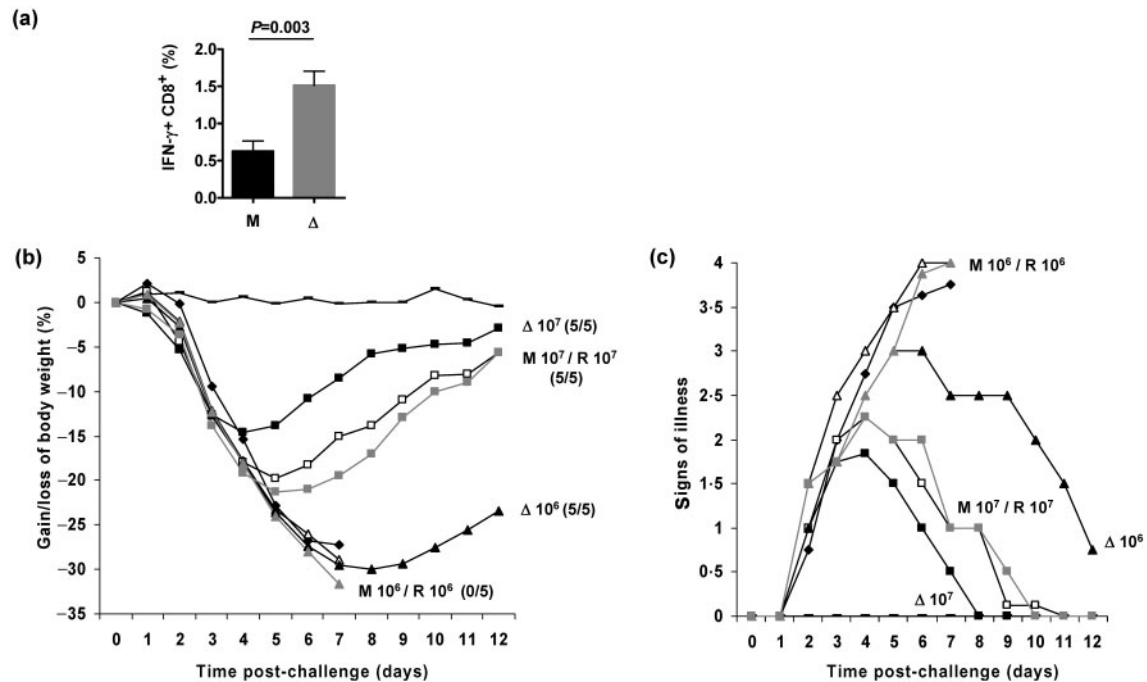 (a)
P=0.003
IFN-γ+ CD8⁺ (%)
2.0
1.5
1.0
0.5
0.0
M Δ
(b)
Gain/loss of body weight (%)
5
0
−5
−10
−15
−20
−25
−30
−35
Δ 10⁷ (5/5)
M 10⁷ / R 10⁷
(5/5)
Δ 10⁶ (5/5)
M 10⁶ / R 10⁶ (0/5)
0 1 2 3 4 5 6 7 8 9 10 11 12
Time post-challenge (days)
(c)
Signs of illness
4
3·5
3
2·5
2
1·5
1
0·5
0
M 10⁶ / R 10⁶
M 10⁷ / R 10⁷
Δ 10⁶
Δ 10⁷
0 1 2 3 4 5 6 7 8 9 10 11 12
Time post-challenge (days)